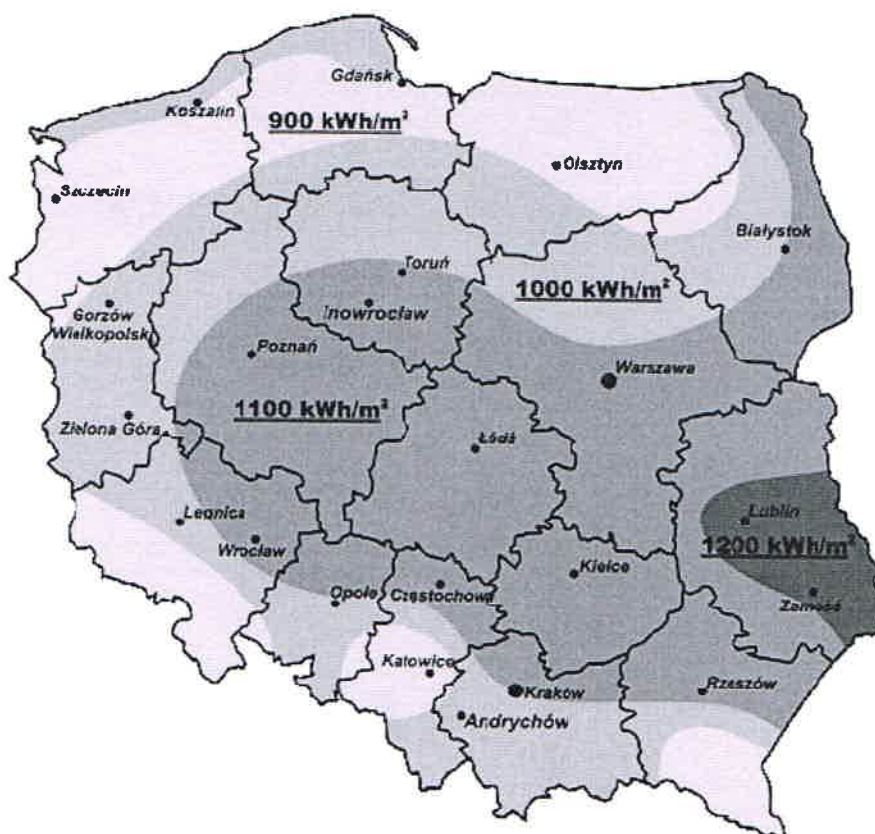 Gdańsk
Koszalin
900 kWh/m²
Olsztyn
Szczecin
Białystok
Toruń
1000 kWh/m²
Inowrocław
Gorzów
Wielkopolski
Poznań
Warszawa
1100 kWh/m²
Zielona Góra
Łódź
Legnica
Lublin
Wrocław
1200 kWh/m²
Kielce
Opole
Częstochowa
Zamość
Katowice
Kraków
Rzeszów
Andrychów